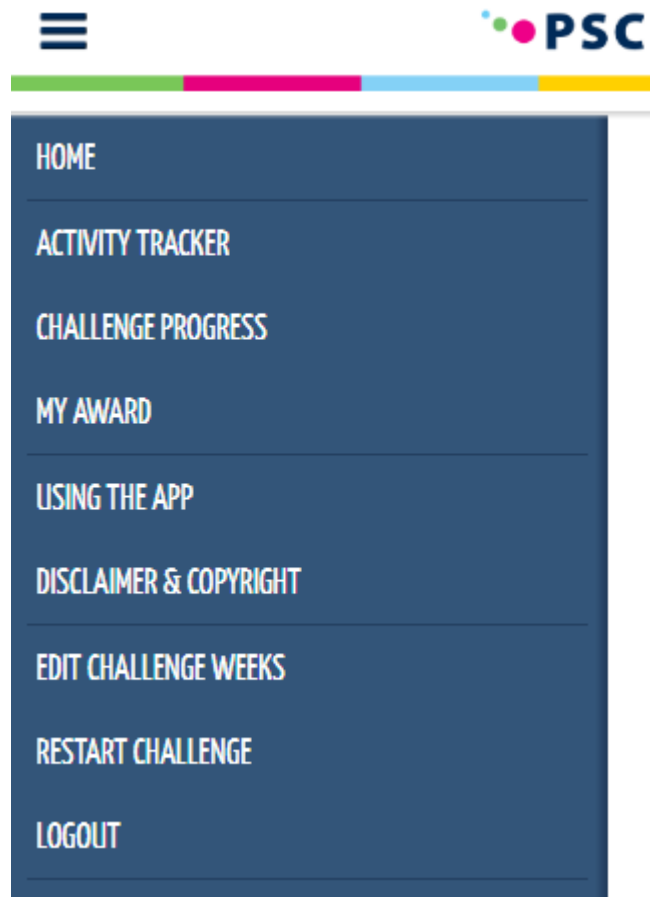 PSC
HOME
ACTIVITY TRACKER
CHALLENGE PROGRESS
MY AWARD
USING THE APP
DISCLAIMER & COPYRIGHT
EDIT CHALLENGE WEEKS
RESTART CHALLENGE
LOGOUT